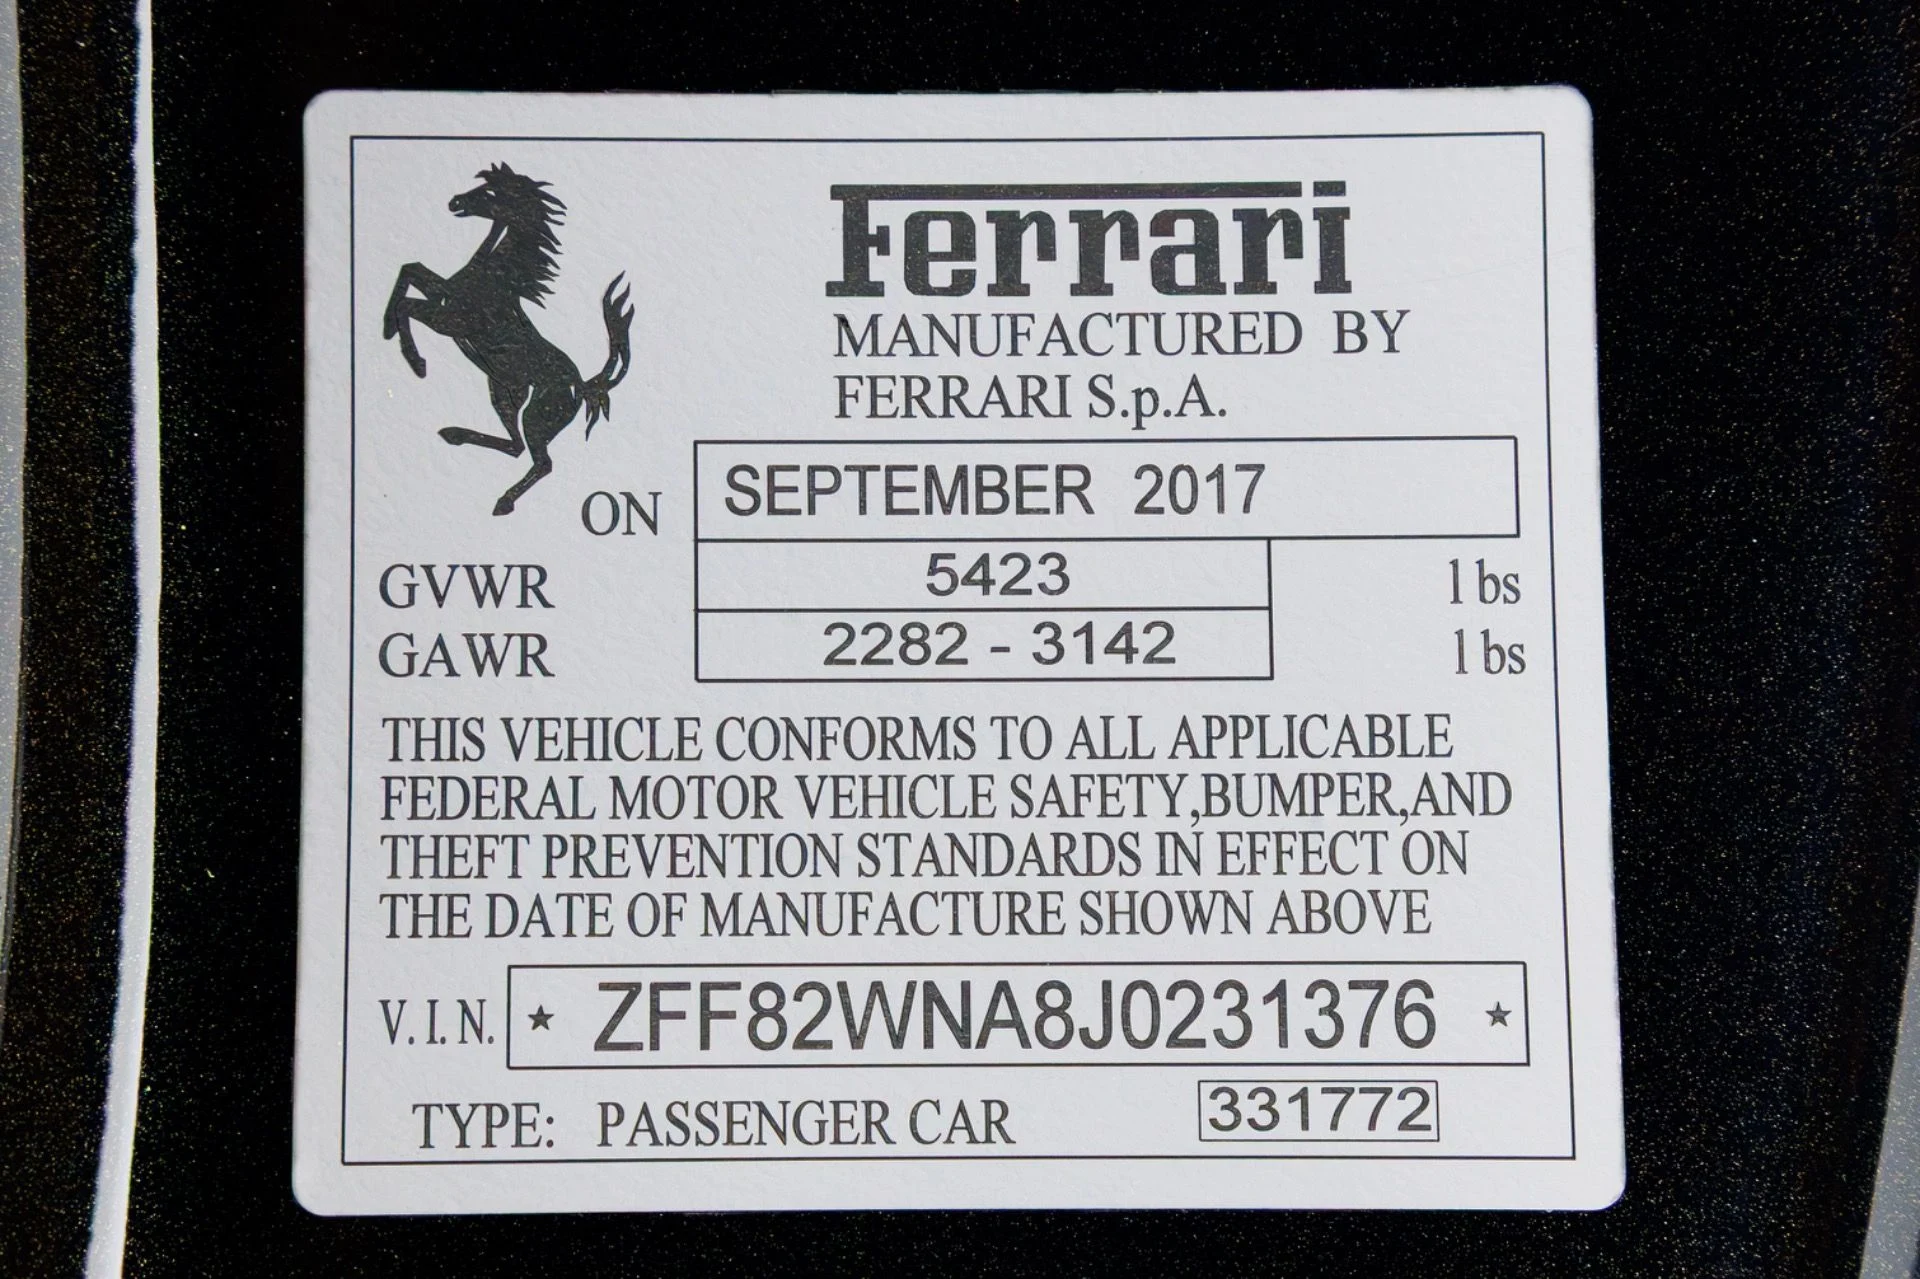 Ferrari
MANUFACTURED BY
FERRARI S.p.A.
ON SEPTEMBER 2017
GVWR 5423 lbs
GAWR 2282 - 3142 lbs
THIS VEHICLE CONFORMS TO ALL APPLICABLE
FEDERAL MOTOR VEHICLE SAFETY,BUMPER,AND
THEFT PREVENTION STANDARDS IN EFFECT ON
THE DATE OF MANUFACTURE SHOWN ABOVE
V.I.N. ★ ZFF82WNA8J0231376 ★
TYPE: PASSENGER CAR 331772